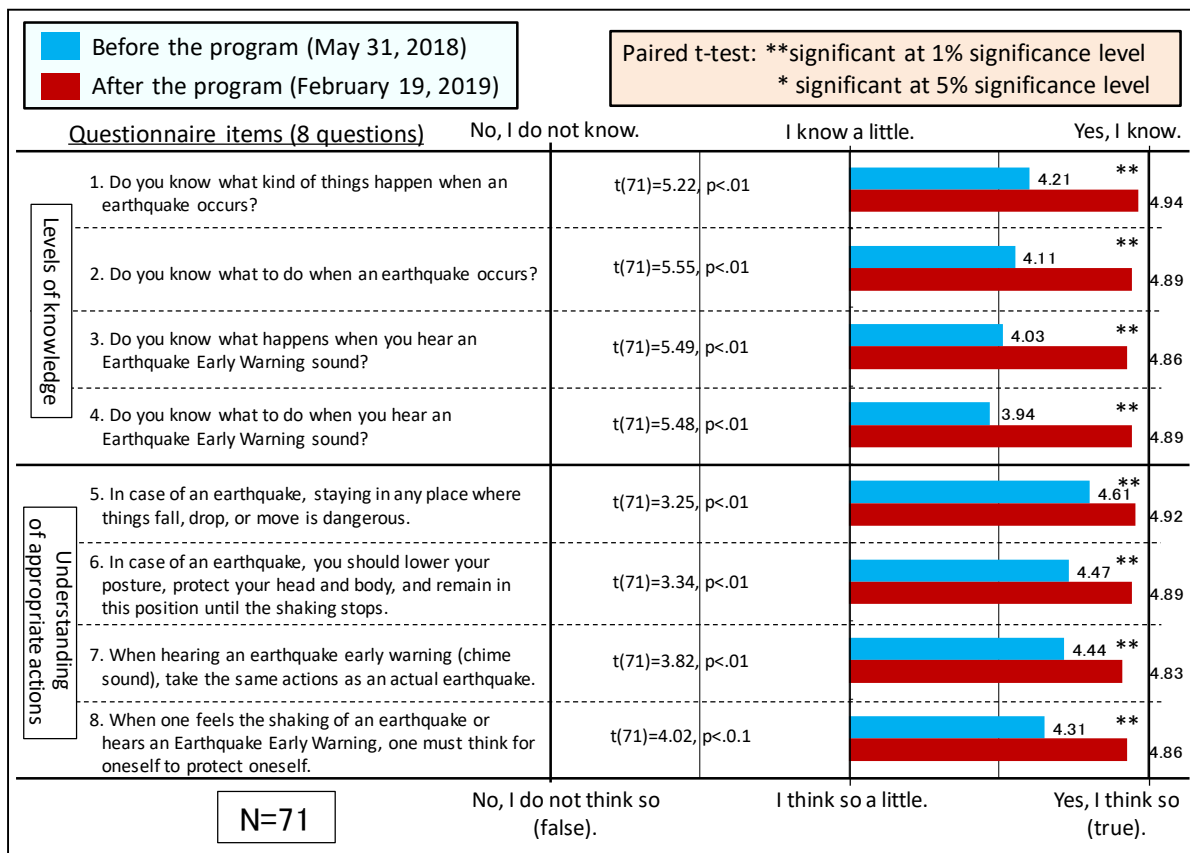 Before the program (May 31, 2018)
After the program (February 19, 2019)
Paired t-test: **significant at 1% significance level
* significant at 5% significance level
Questionnaire items (8 questions)
No, I do not know.
I know a little.
Yes, I know.
Levels of knowledge
1. Do you know what kind of things happen when an
earthquake occurs?
t(71)=5.22, p<.01
4.21
**
4.94
2. Do you know what to do when an earthquake occurs?
t(71)=5.55, p<.01
4.11
**
4.89
3. Do you know what happens when you hear an
Earthquake Early Warning sound?
t(71)=5.49, p<.01
4.03
**
4.86
4. Do you know what to do when you hear an
Earthquake Early Warning sound?
t(71)=5.48, p<.01
3.94
**
4.89
Understanding
of appropriate actions
5. In case of an earthquake, staying in any place where
things fall, drop, or move is dangerous.
t(71)=3.25, p<.01
4.61
**
4.92
6. In case of an earthquake, you should lower your
posture, protect your head and body, and remain in
this position until the shaking stops.
t(71)=3.34, p<.01
4.47
**
4.89
7. When hearing an earthquake early warning (chime
sound), take the same actions as an actual earthquake.
t(71)=3.82, p<.01
4.44
**
4.83
8. When one feels the shaking of an earthquake or
hears an Earthquake Early Warning, one must think for
oneself to protect oneself.
t(71)=4.02, p<.0.1
4.31
**
4.86
N=71
No, I do not think so
(false).
I think so a little.
Yes, I think so
(true).